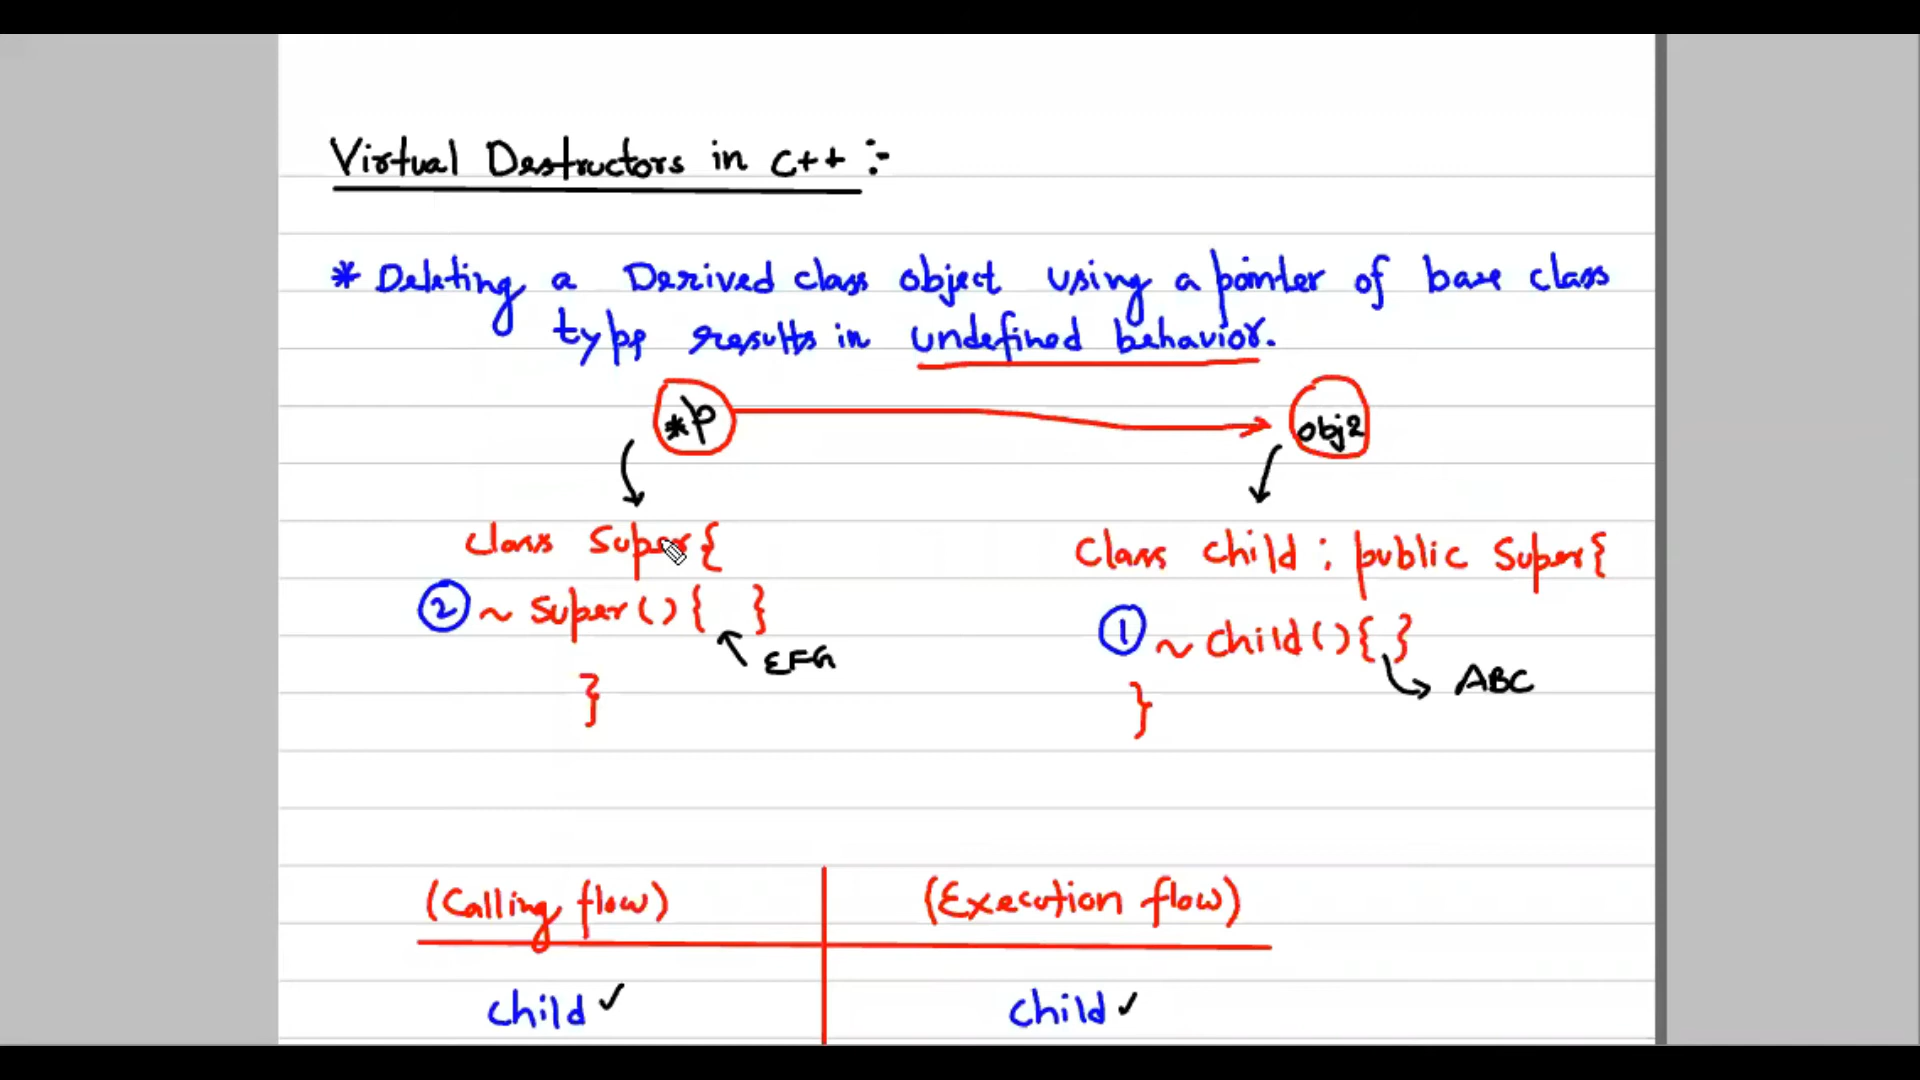 Virtual Destructors in C++ :-
* Deleting a Derived class object using a pointer of base class
type results in undefined behavior.
*p obj2
class Super{ Class Child : public Super{
② ~ Super(){ } ① ~ Child(){ }
EFG ABC
} }
(Calling flow) (Execution flow)
Child ✓ Child ✓